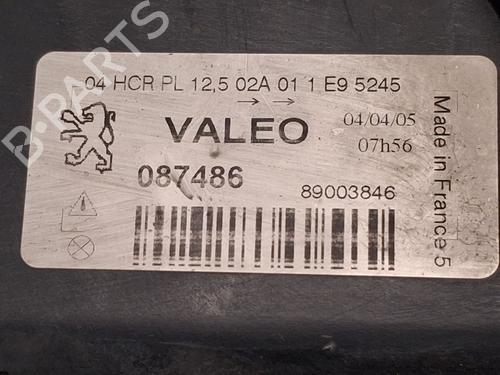 04 HCR PL 12,5 02A 01 1 E9 5245
→ →
VALEO
04/04/05
07h56
087486
89003846
Made in France 5
B-PARTS